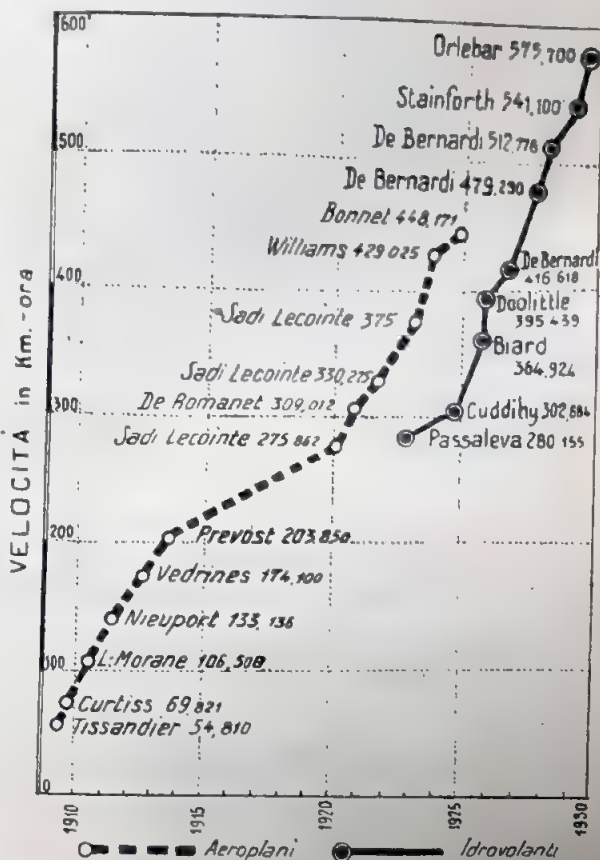 600
Orlebar 575,700
Stainforth 541,100
500
De Bernardi 512,776
De Bernardi 479,290
Bonnet 448,171
Williams 429,025
400
De Bernardi
416 618
Sadi Lecointe 375
Doolittle
395 439
Biard
364,924
Sadi Lecointe 330,275
De Romanet 309,012
300
Cuddihy 302,684
Sadi Lecointe 275 862
Passaleva 280 155
VELOCITÁ in Km.-ora
200
Prevost 203,850
Vedrines 174,100
Nieuport 133,136
100
L. Morane 106,508
Curtiss 69,821
Tissandier 54,810
0
1910
1915
1920
1925
1930
Aeroplani
Idrovolanti